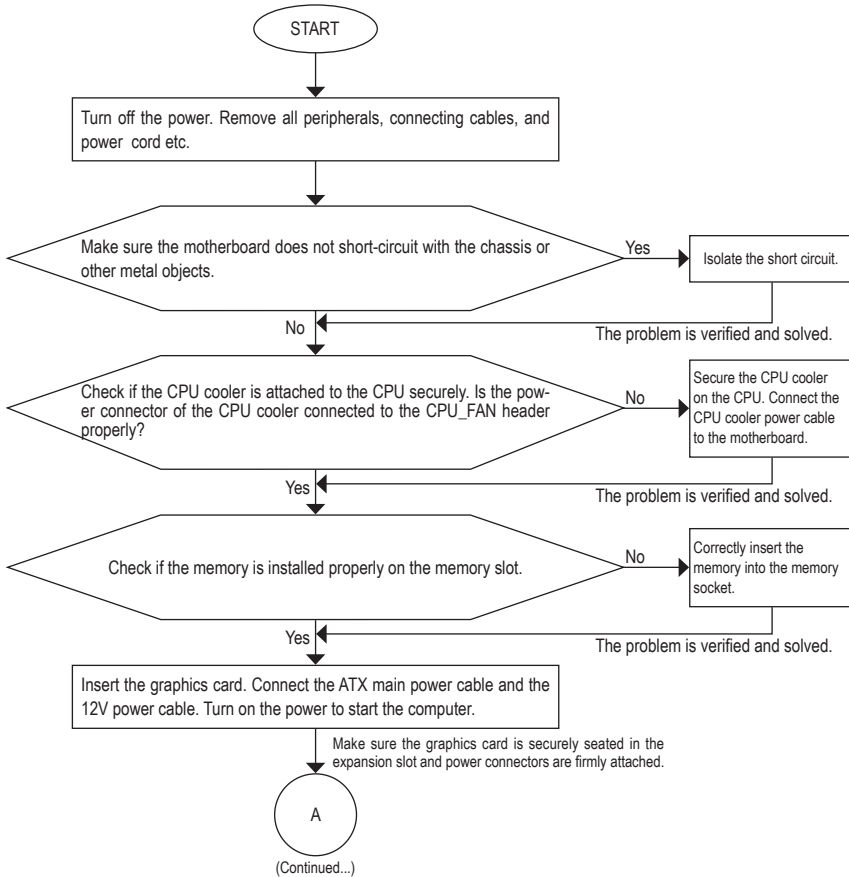 START
Turn off the power. Remove all peripherals, connecting cables, and
power cord etc.
Make sure the motherboard does not short-circuit with the chassis or
other metal objects.
Yes
Isolate the short circuit.
No
The problem is verified and solved.
Check if the CPU cooler is attached to the CPU securely. Is the pow-
er connector of the CPU cooler connected to the CPU_FAN header
properly?
No
Secure the CPU cooler
on the CPU. Connect the
CPU cooler power cable
to the motherboard.
Yes
The problem is verified and solved.
Check if the memory is installed properly on the memory slot.
No
Correctly insert the
memory into the memory
socket.
Yes
The problem is verified and solved.
Insert the graphics card. Connect the ATX main power cable and the
12V power cable. Turn on the power to start the computer.
Make sure the graphics card is securely seated in the
expansion slot and power connectors are firmly attached.
A
(Continued...)